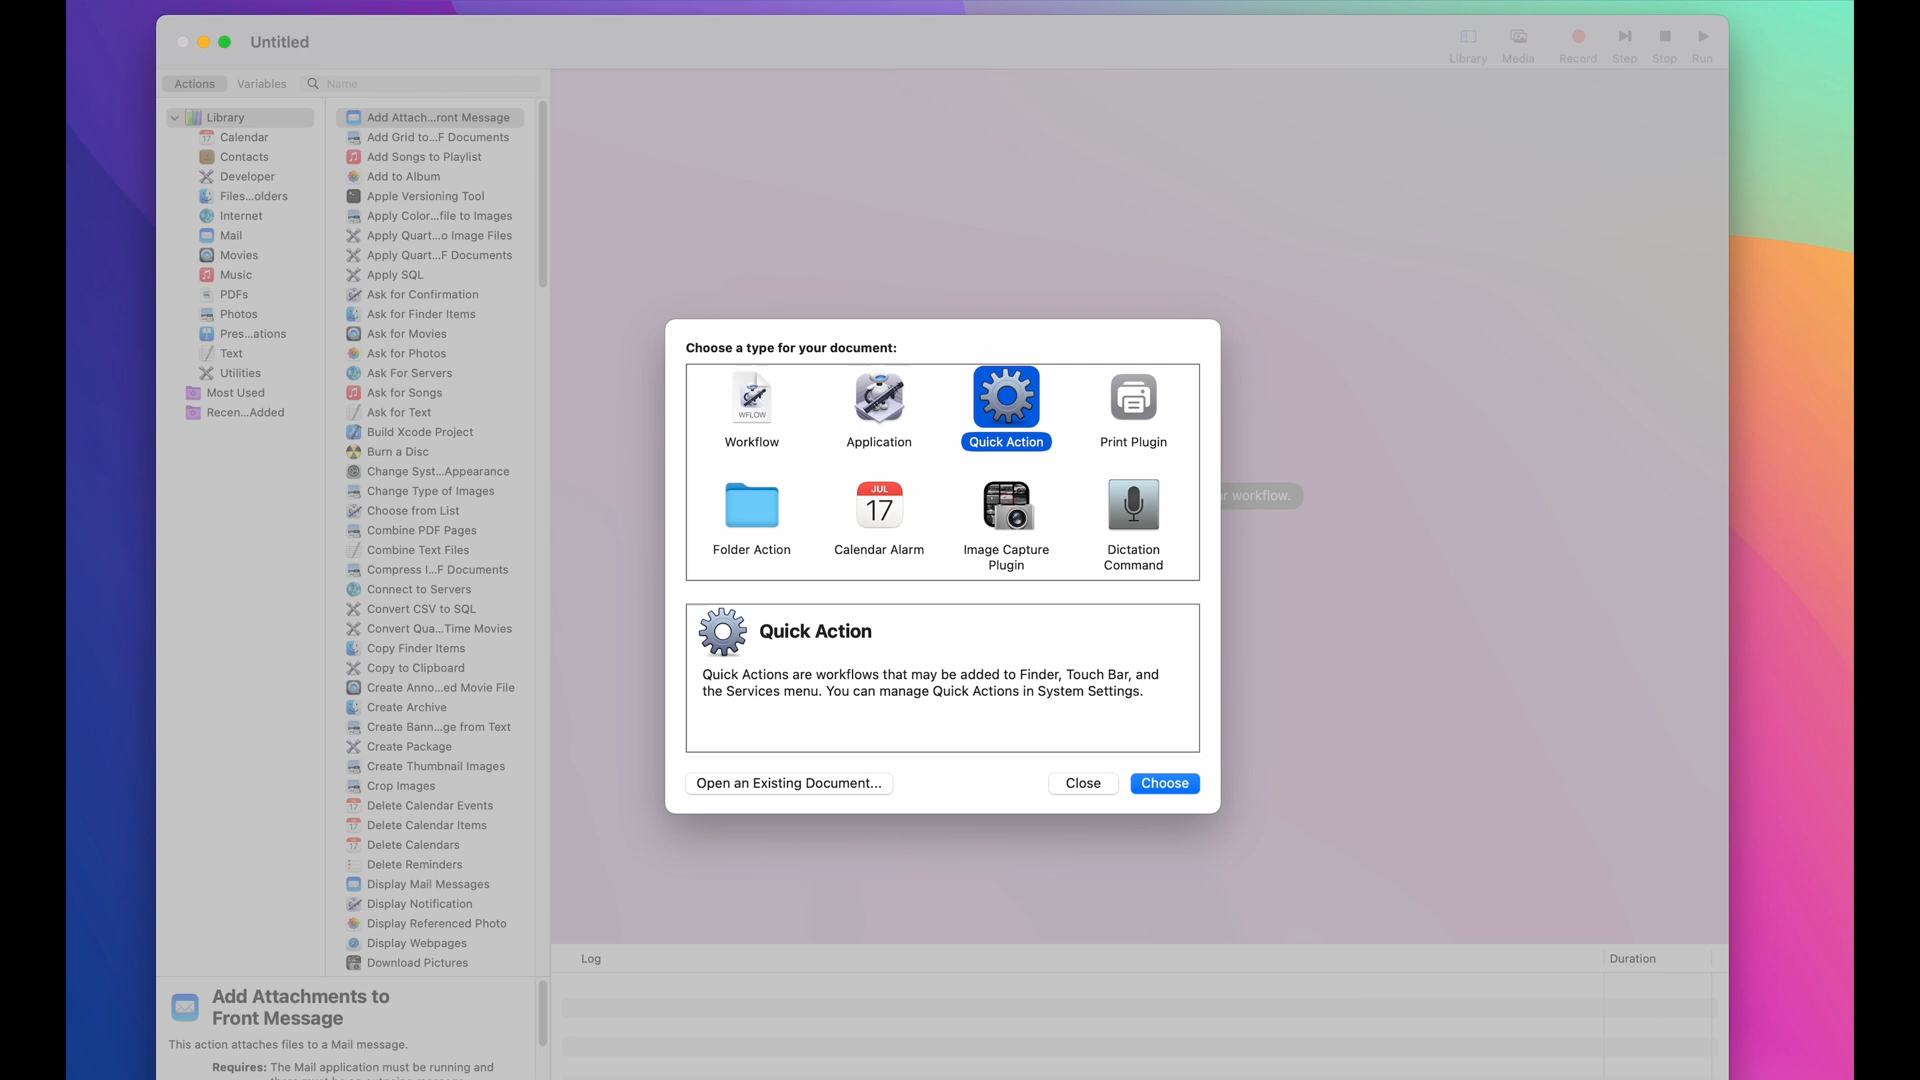 Untitled
Library
Media
Record
Step
Stop
Run
Actions
Variables
Name
Library
Calendar
Contacts
Developer
Files...olders
Internet
Mail
Movies
Music
PDFs
Photos
Pres...ations
Text
Utilities
Most Used
Recen...Added
Add Attach...ront Message
Add Grid to...F Documents
Add Songs to Playlist
Add to Album
Apple Versioning Tool
Apply Color...file to Images
Apply Quart...o Image Files
Apply Quart...F Documents
Apply SQL
Ask for Confirmation
Ask for Finder Items
Ask for Movies
Ask for Photos
Ask For Servers
Ask for Songs
Ask for Text
Build Xcode Project
Burn a Disc
Change Syst...Appearance
Change Type of Images
Choose from List
Combine PDF Pages
Combine Text Files
Compress I...F Documents
Connect to Servers
Convert CSV to SQL
Convert Qua...Time Movies
Copy Finder Items
Copy to Clipboard
Create Anno...ed Movie File
Create Archive
Create Bann...ge from Text
Create Package
Create Thumbnail Images
Crop Images
Delete Calendar Events
Delete Calendar Items
Delete Calendars
Delete Reminders
Display Mail Messages
Display Notification
Display Referenced Photo
Display Webpages
Download Pictures
Add Attachments to
Front Message
This action attaches files to a Mail message.
Requires: The Mail application must be running and
Choose a type for your document:
WFLOW
Workflow
Application
Quick Action
Print Plugin
Folder Action
JUL
17
Calendar Alarm
Image Capture
Plugin
Dictation
Command
Quick Action
Quick Actions are workflows that may be added to Finder, Touch Bar, and
the Services menu. You can manage Quick Actions in System Settings.
Open an Existing Document...
Close
Choose
workflow.
Log
Duration